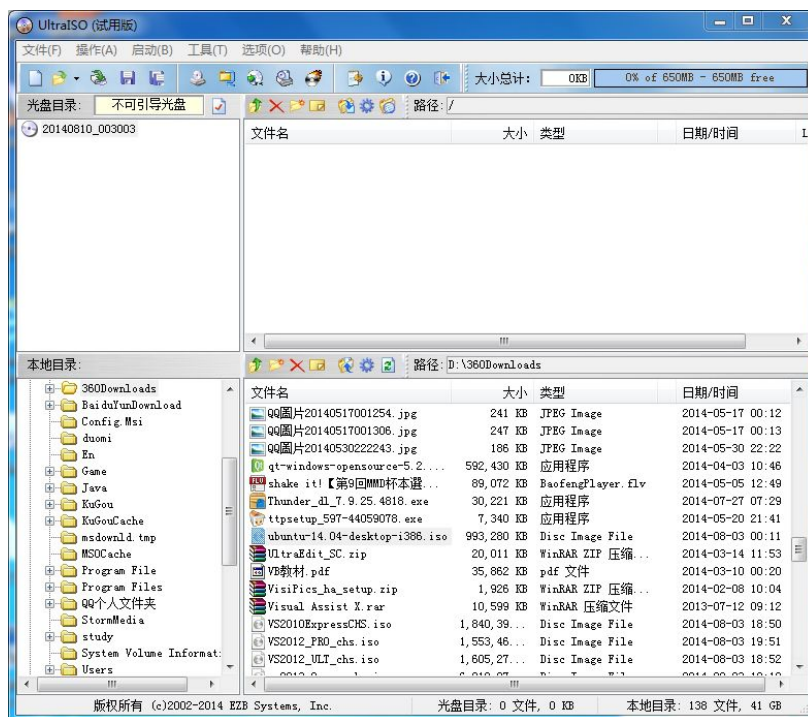 UltraISO (试用版)
文件(F) 操作(A) 启动(B) 工具(T) 选项(O) 帮助(H)
大小总计: 0KB 0% of 650MB - 650MB free
光盘目录: 不可引导光盘 路径: /
20140810_003003
文件名 大小 类型 日期/时间 L
本地目录: 路径: D:\360Downloads
360Downloads
BaiduYunDownload
Config.Msi
duomi
En
Game
Java
KuGou
KuGouCache
msdownld.tmp
MSOCache
Program File
Program Files
QQ个人文件夹
StormMedia
study
System Volume Informat:
Users
文件名 大小 类型 日期/时间
QQ圖片20140517001254.jpg 241 KB JPEG Image 2014-05-17 00:12
QQ圖片20140517001306.jpg 247 KB JPEG Image 2014-05-17 00:13
QQ圖片20140530222243.jpg 186 KB JPEG Image 2014-05-30 22:22
qt-windows-opensource-5.2.... 592,430 KB 应用程序 2014-04-03 10:46
shake it!【第9回MMD杯本選... 89,072 KB BaofengPlayer.flv 2014-05-05 12:49
Thunder_dl_7.9.25.4818.exe 30,221 KB 应用程序 2014-07-27 07:29
ttpsetup_597-44059078.exe 7,340 KB 应用程序 2014-05-20 21:41
ubuntu-14.04-desktop-i386.iso 993,280 KB Disc Image File 2014-08-03 00:11
UltraEdit_SC.zip 20,011 KB WinRAR ZIP 压缩... 2014-03-14 11:53
VB教材.pdf 35,862 KB pdf 文件 2014-03-10 00:20
VisiPics_ha_setup.zip 1,926 KB WinRAR ZIP 压缩... 2014-02-08 10:04
Visual Assist X.rar 10,599 KB WinRAR 压缩文件 2013-07-12 09:12
VS2010ExpressCHS.iso 1,840,39... Disc Image File 2014-08-03 18:50
VS2012_PRO_chs.iso 1,553,46... Disc Image File 2014-08-03 19:51
VS2012_ULT_chs.iso 1,605,27... Disc Image File 2014-08-03 18:52
版权所有 (c)2002-2014 EZB Systems, Inc. 光盘目录: 0 文件, 0 KB 本地目录: 138 文件, 41 GB